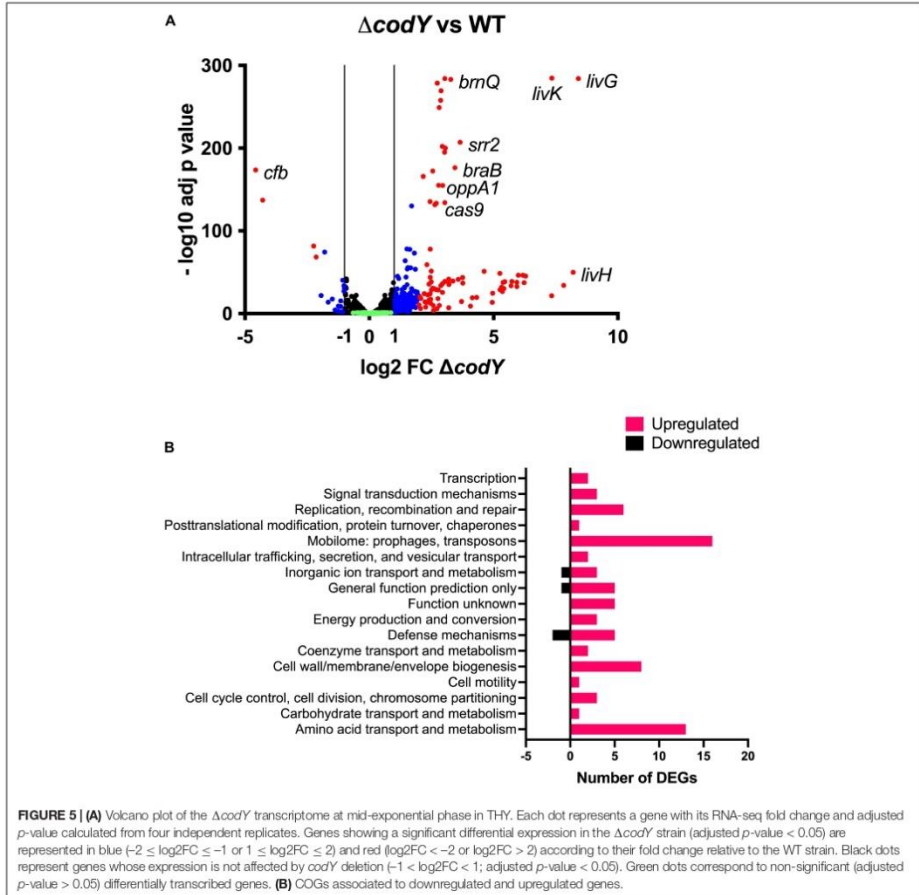 A
ΔcodY vs WT
300
200
100
0
- log10 adj p value
brnQ
livK
livG
srr2
braB
oppA1
cas9
cfb
livH
-5
-1
0
1
5
10
log2 FC ΔcodY
Upregulated
Downregulated
B
Transcription
Signal transduction mechanisms
Replication, recombination and repair
Posttranslational modification, protein turnover, chaperones
Mobilome: prophages, transposons
Intracellular trafficking, secretion, and vesicular transport
Inorganic ion transport and metabolism
General function prediction only
Function unknown
Energy production and conversion
Defense mechanisms
Coenzyme transport and metabolism
Cell wall/membrane/envelope biogenesis
Cell motility
Cell cycle control, cell division, chromosome partitioning
Carbohydrate transport and metabolism
Amino acid transport and metabolism
-5 0 5 10 15 20
Number of DEGs
FIGURE 5 | (A) Volcano plot of the ΔcodY transcriptome at mid-exponential phase in THY. Each dot represents a gene with its RNA-seq fold change and adjusted
p-value calculated from four independent replicates. Genes showing a significant differential expression in the ΔcodY strain (adjusted p-value < 0.05) are
represented in blue (−2 ≤ log2FC ≤ −1 or 1 ≤ log2FC ≤ 2) and red (log2FC < −2 or log2FC > 2) according to their fold change relative to the WT strain. Black dots
represent genes whose expression is not affected by codY deletion (−1 < log2FC < 1; adjusted p-value < 0.05). Green dots correspond to non-significant (adjusted
p-value > 0.05) differentially transcribed genes. (B) COGs associated to downregulated and upregulated genes.